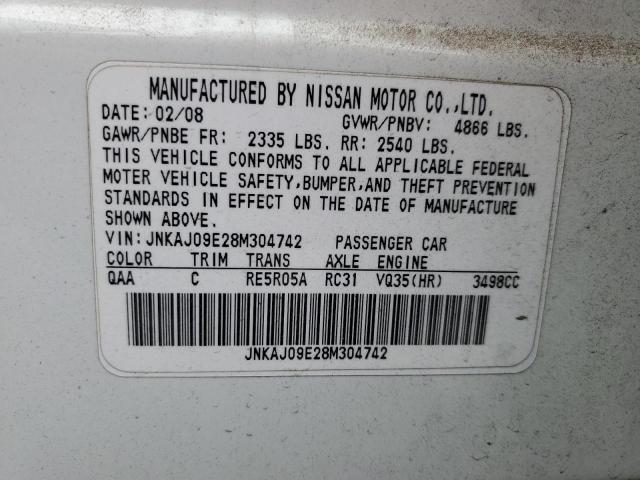 MANUFACTURED BY NISSAN MOTOR CO.,LTD.
DATE: 02/08 GVWR/PNBV: 4866 LBS.
GAWR/PNBE FR: 2335 LBS. RR: 2540 LBS.
THIS VEHICLE CONFORMS TO ALL APPLICABLE FEDERAL
MOTER VEHICLE SAFETY,BUMPER,AND THEFT PREVENTION
STANDARDS IN EFFECT ON THE DATE OF MANUFACTURE
SHOWN ABOVE.
VIN:JNKAJ09E28M304742 PASSENGER CAR
COLOR TRIM TRANS AXLE ENGINE
QAA C RE5R05A RC31 VQ35(HR) 3498CC
JNKAJ09E28M304742